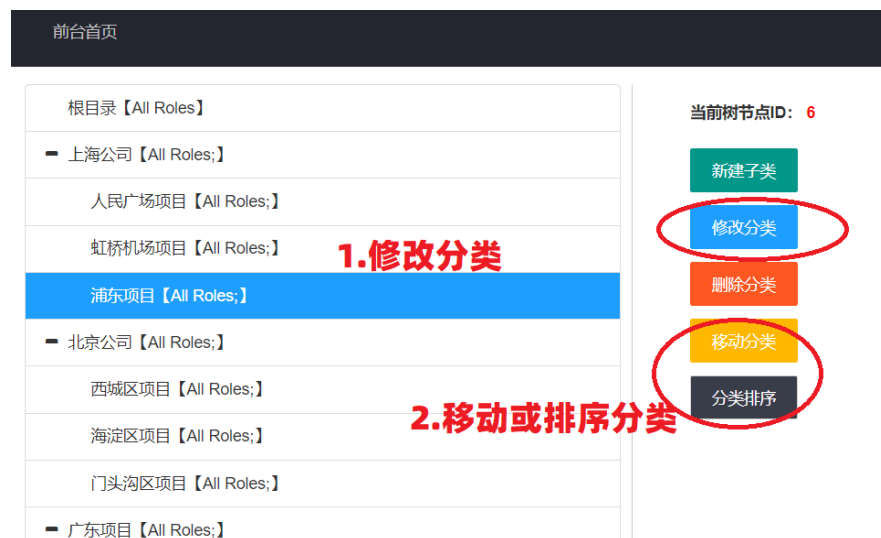 前台首页
根目录【All Roles】
上海公司【All Roles;】
人民广场项目【All Roles;】
虹桥机场项目【All Roles;】
浦东项目【All Roles;】
北京公司【All Roles;】
西城区项目【All Roles;】
海淀区项目【All Roles;】
门头沟区项目【All Roles;】
广东项目【All Roles;】
1.修改分类
2.移动或排序分类
当前树节点ID： 6
新建子类
修改分类
删除分类
移动分类
分类排序